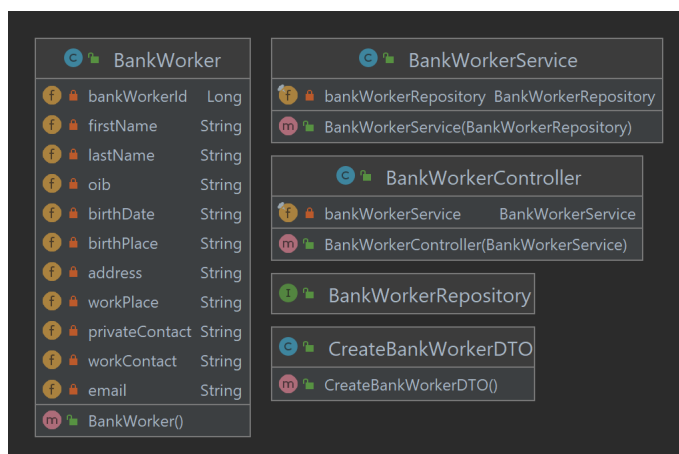 BankWorker
bankWorkerId Long
firstName String
lastName String
oib String
birthDate String
birthPlace String
address String
workPlace String
privateContact String
workContact String
email String
BankWorker()
BankWorkerService
bankWorkerRepository BankWorkerRepository
BankWorkerService(BankWorkerRepository)
BankWorkerController
bankWorkerService BankWorkerService
BankWorkerController(BankWorkerService)
BankWorkerRepository
CreateBankWorkerDTO
CreateBankWorkerDTO()